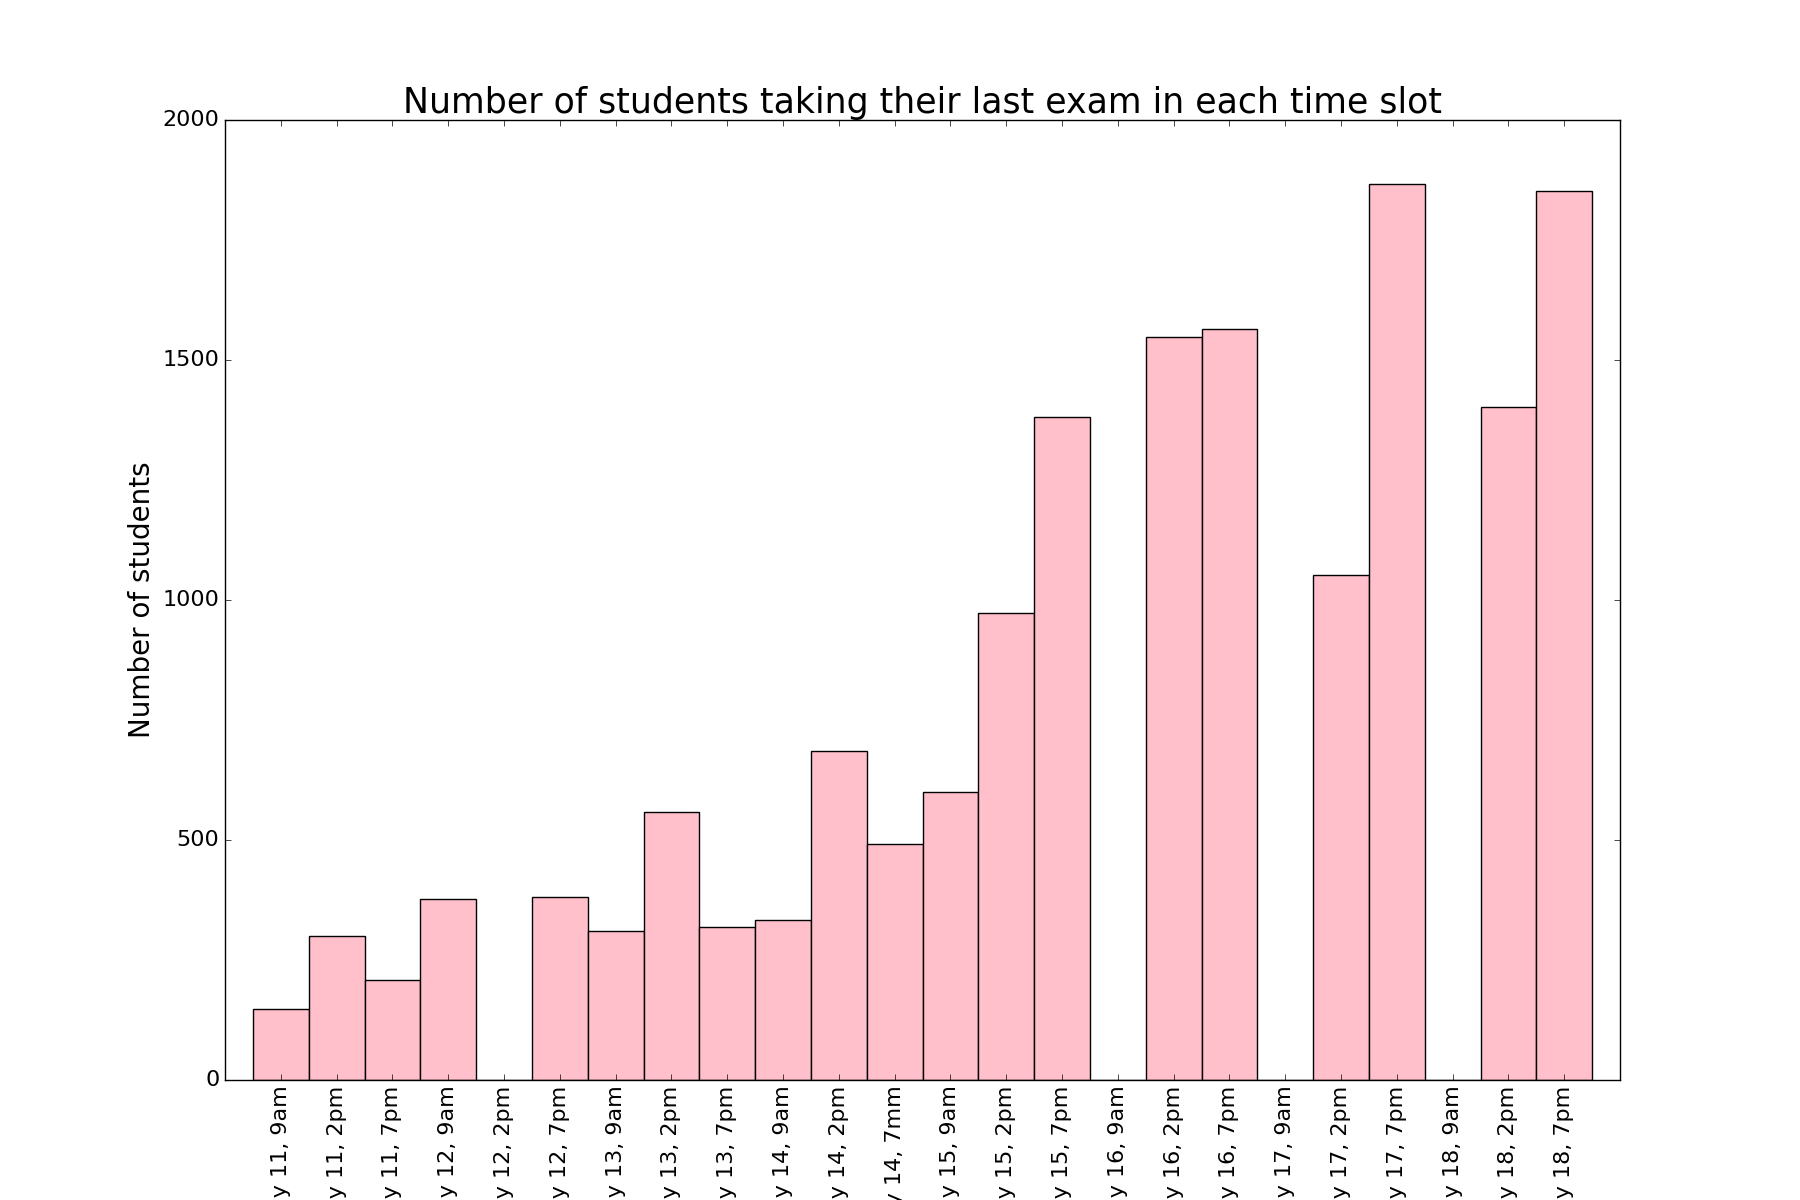 Number of students taking their last exam in each time slot
Number of students
2000
1500
1000
500
0
y 11, 9am
y 11, 2pm
y 11, 7pm
y 12, 9am
y 12, 2pm
y 12, 7pm
y 13, 9am
y 13, 2pm
y 13, 7pm
y 14, 9am
y 14, 2pm
y 14, 7mm
y 15, 9am
y 15, 2pm
y 15, 7pm
y 16, 9am
y 16, 2pm
y 16, 7pm
y 17, 9am
y 17, 2pm
y 17, 7pm
y 18, 9am
y 18, 2pm
y 18, 7pm